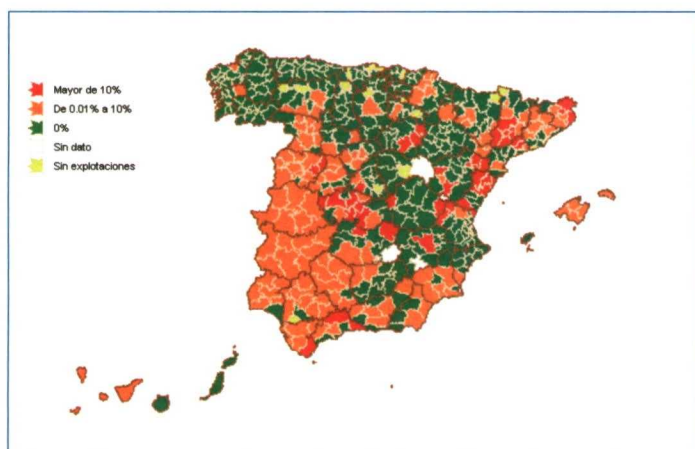 Mayor de 10%
De 0.01% a 10%
0%
Sin dato
Sin explotaciones